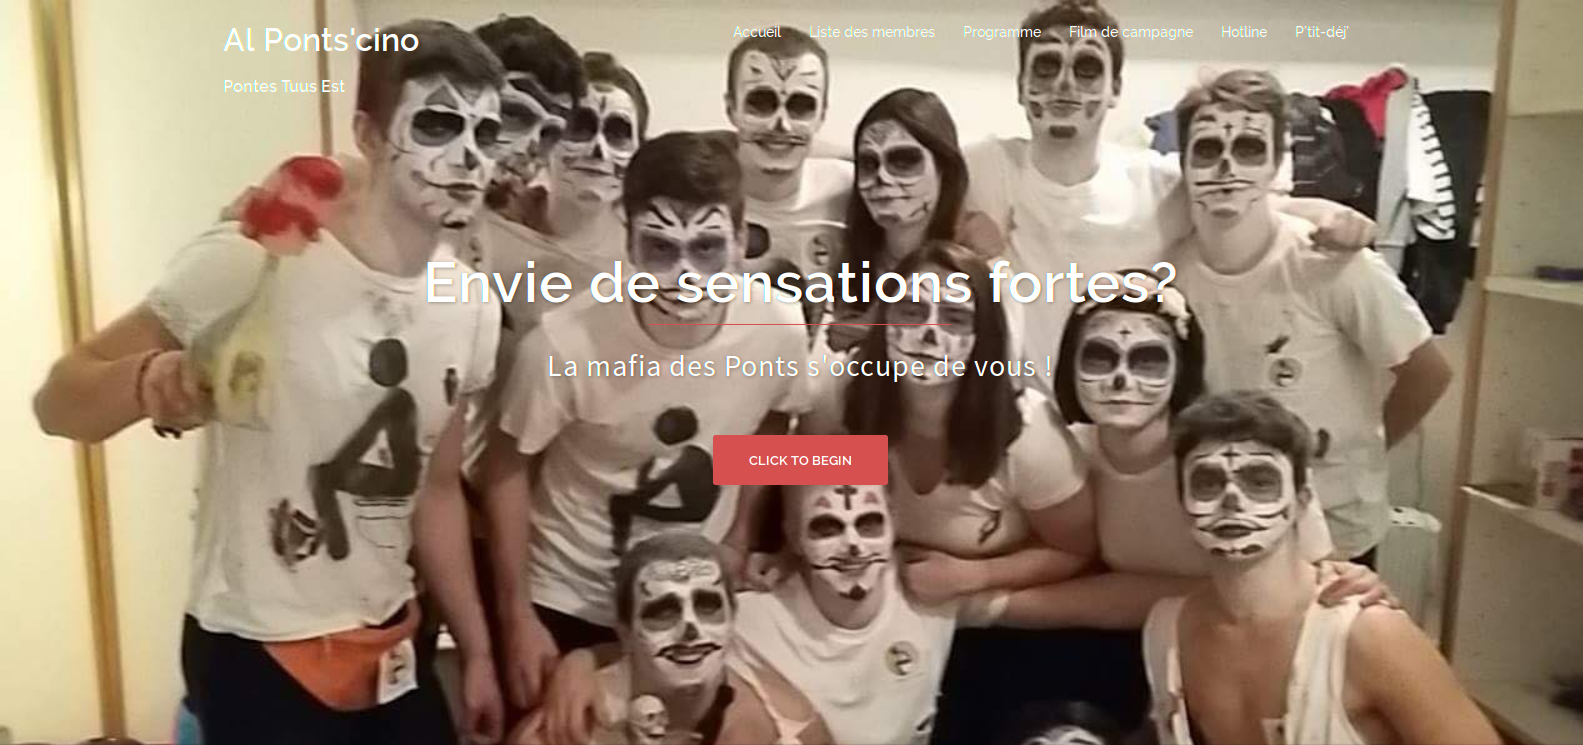 Al Ponts'cino
Accueil Liste des membres Programme Film de campagne Hotline P'tit-déj'
Pontes Tuus Est
Envie de sensations fortes?
La mafia des Ponts s'occupe de vous !
CLICK TO BEGIN